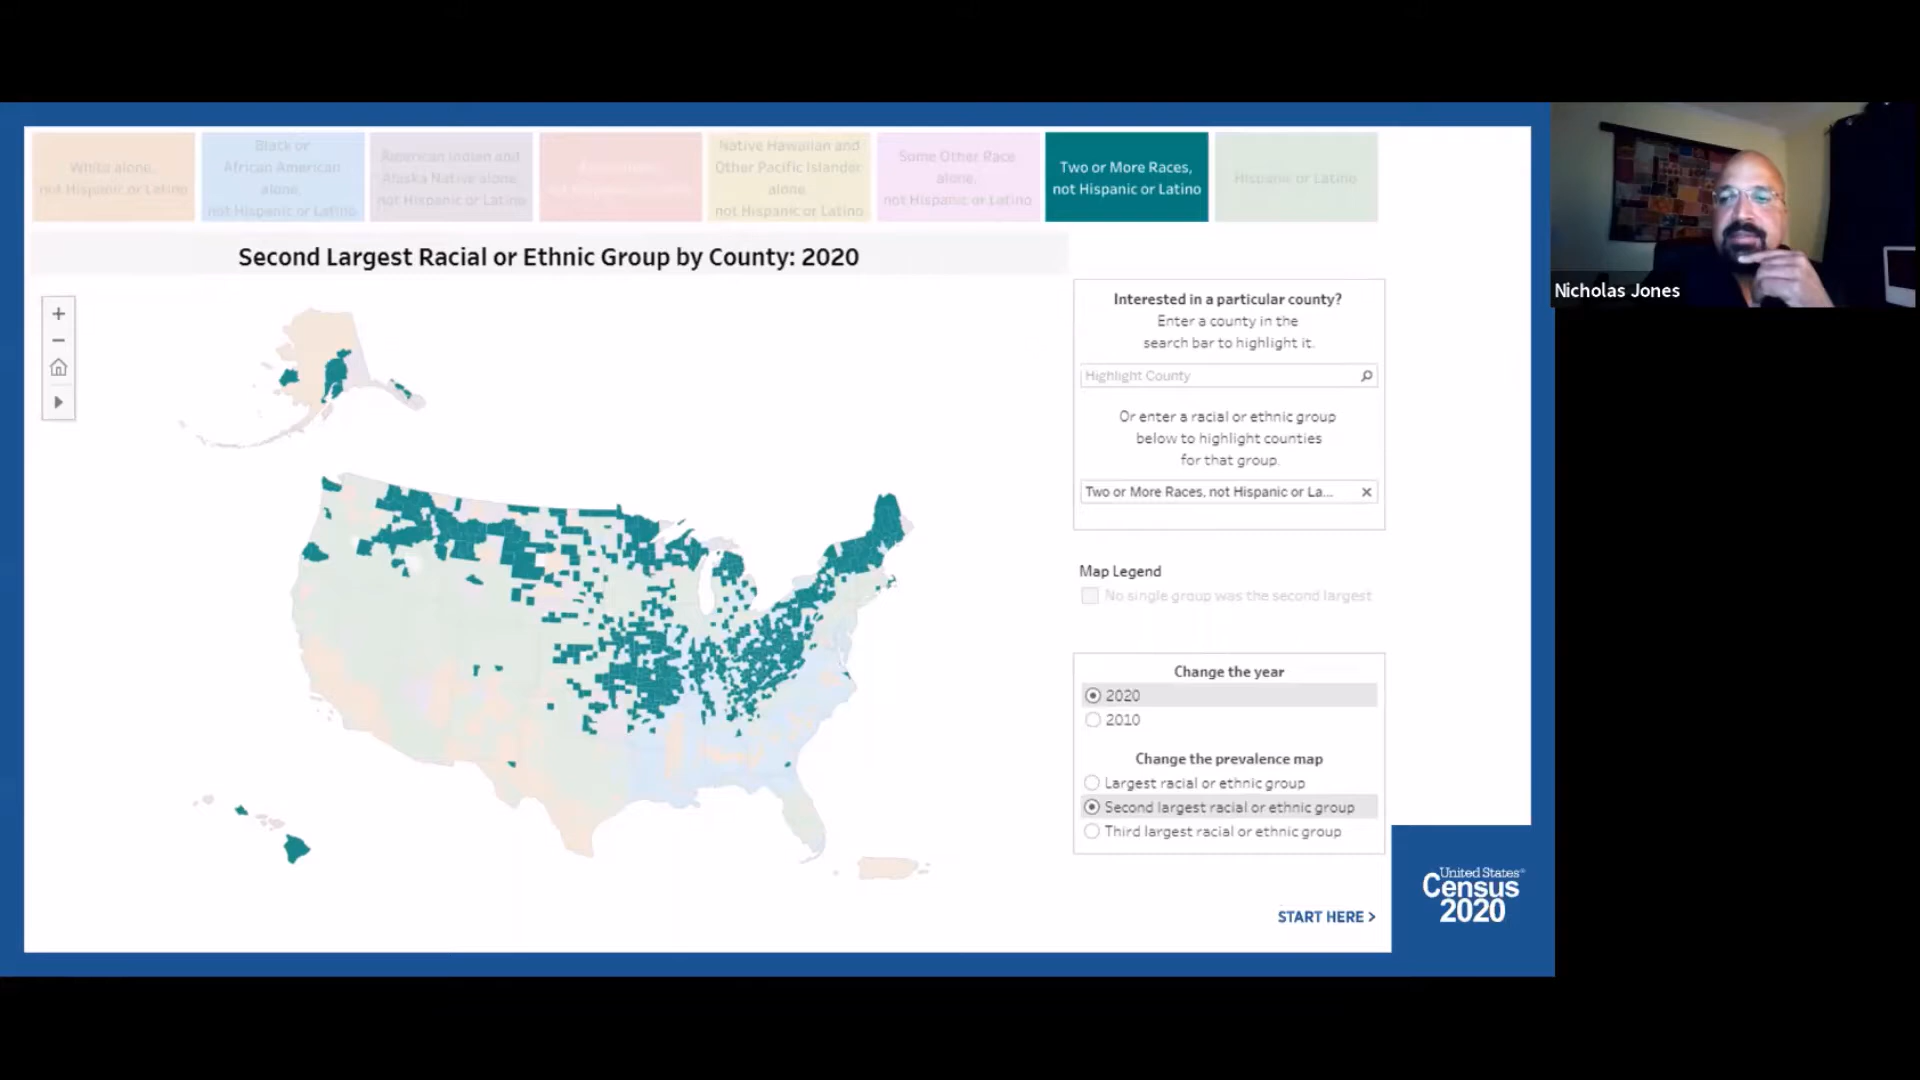 White alone,
not Hispanic or Latino
Black or
African American
alone,
not Hispanic or Latino
American Indian and
Alaska Native alone,
not Hispanic or Latino
Native Hawaiian and
Other Pacific Islander
alone
not Hispanic or Latino
Some Other Race
alone,
not Hispanic or Latino
Two or More Races,
not Hispanic or Latino
Hispanic or Latino
Second Largest Racial or Ethnic Group by County: 2020
Interested in a particular county?
Enter a county in the
search bar to highlight it.
Highlight County
Or enter a racial or ethnic group
below to highlight counties
for that group.
Two or More Races, not Hispanic or La...
Map Legend
No single group was the second largest
Change the year
2020
2010
Change the prevalence map
Largest racial or ethnic group
Second largest racial or ethnic group
Third largest racial or ethnic group
START HERE >
United States®
Census
2020
Nicholas Jones